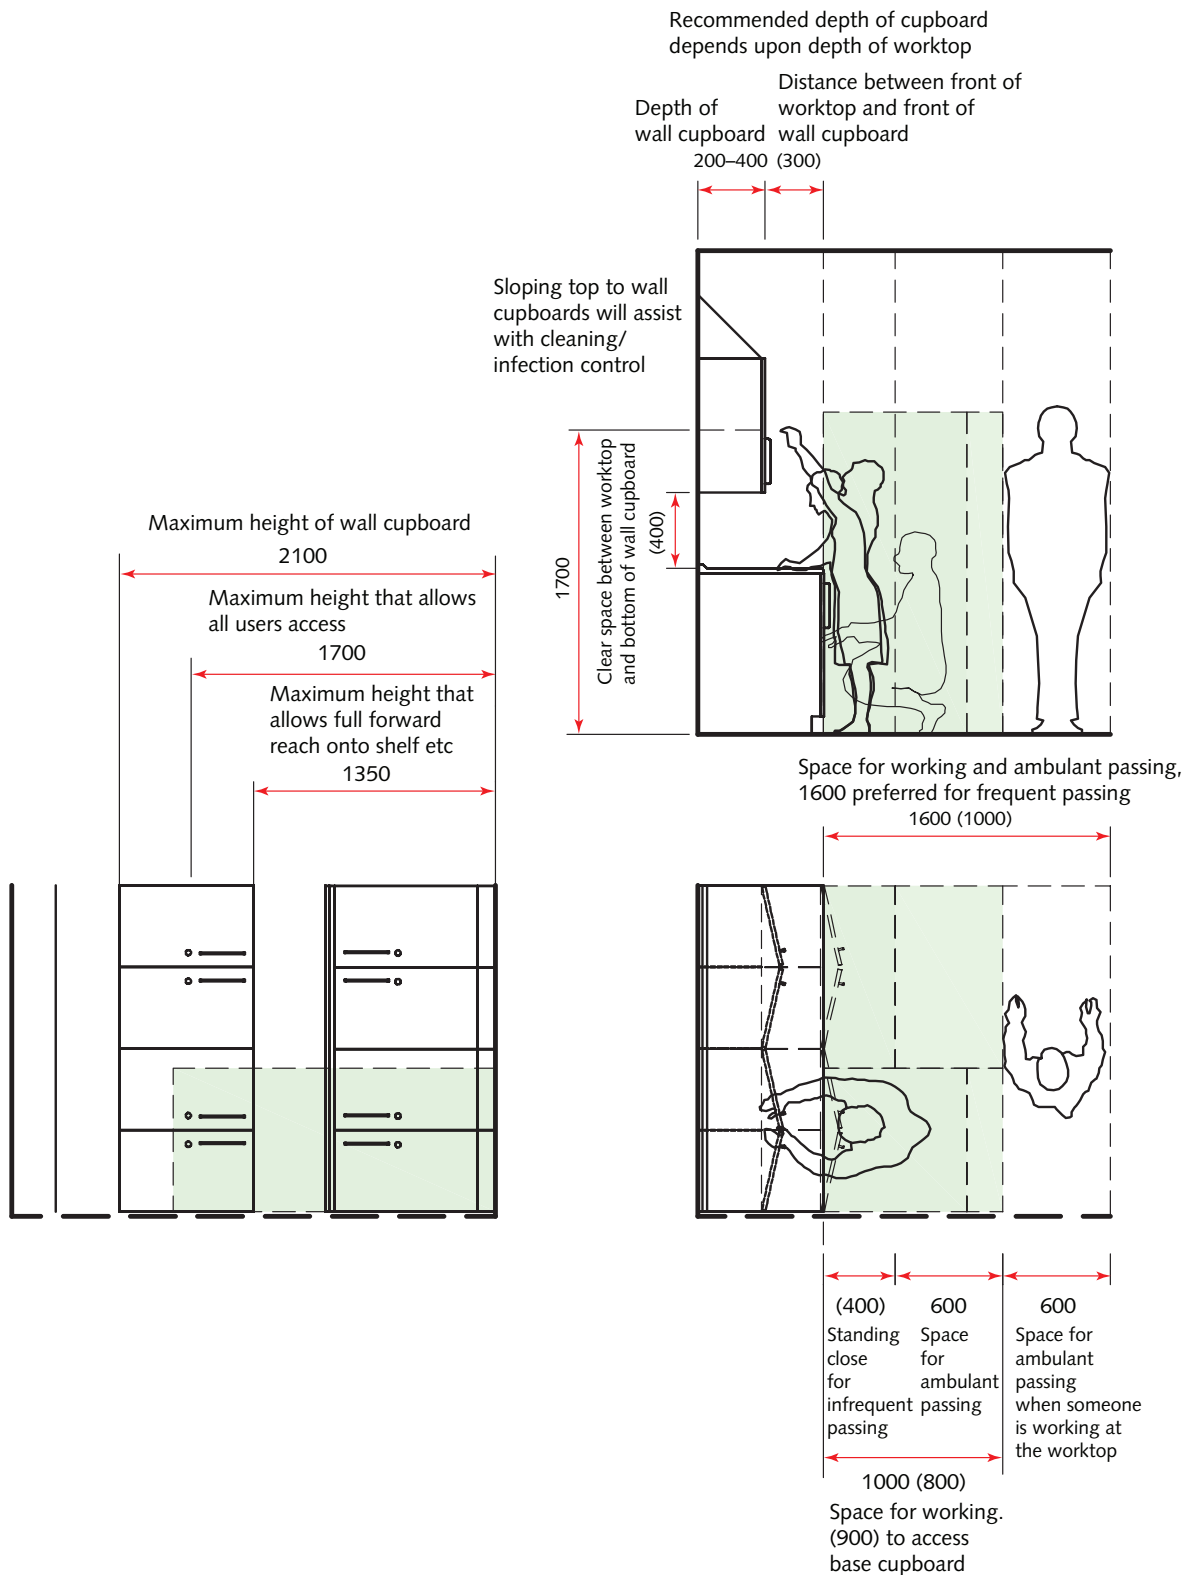 Recommended depth of cupboard
depends upon depth of worktop
Distance between front of
worktop and front of
wall cupboard
(300)
Depth of
wall cupboard
200–400
Sloping top to wall
cupboards will assist
with cleaning/
infection control
1700
Clear space between worktop
and bottom of wall cupboard
(400)
Maximum height of wall cupboard
2100
Maximum height that allows
all users access
1700
Maximum height that
allows full forward
reach onto shelf etc
1350
Space for working and ambulant passing,
1600 preferred for frequent passing
1600 (1000)
(400)
Standing
close
for
infrequent
passing
600
Space
for
ambulant
passing
600
Space for
ambulant
passing
when someone
is working at
the worktop
1000 (800)
Space for working.
(900) to access
base cupboard